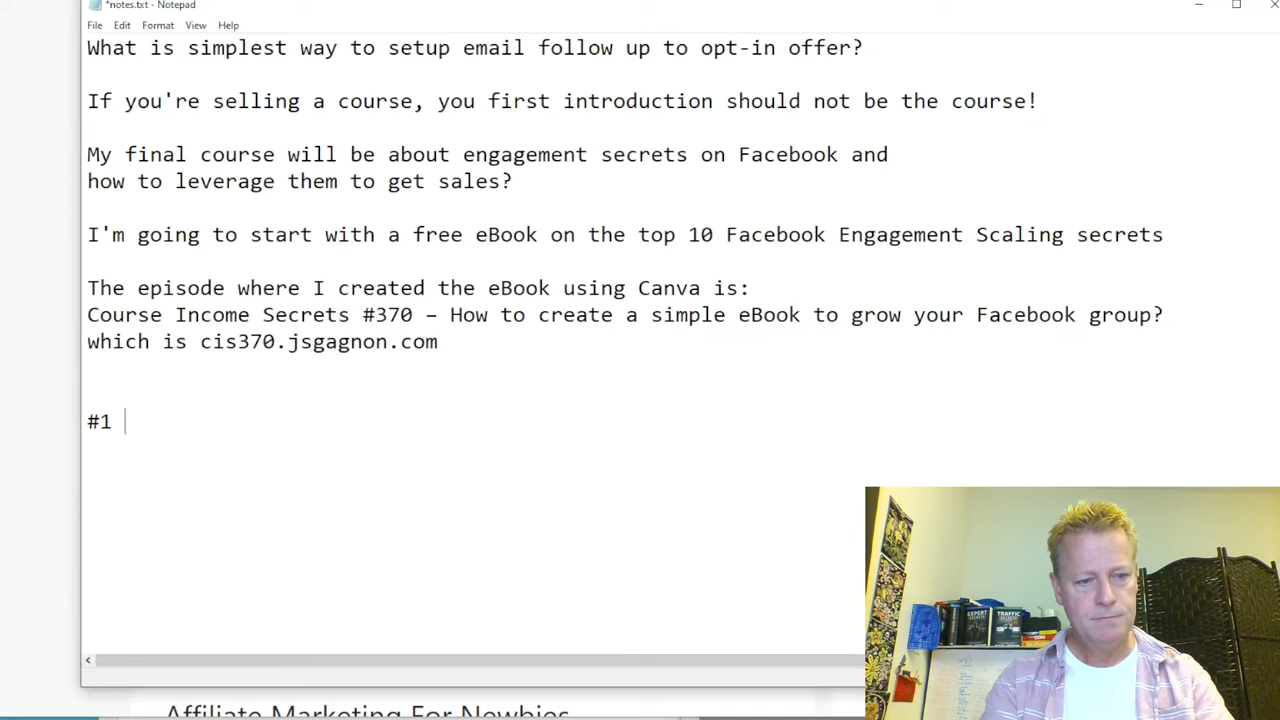 *notes.txt - Notepad
File Edit Format View Help
What is simplest way to setup email follow up to opt-in offer?
If you're selling a course, you first introduction should not be the course!
My final course will be about engagement secrets on Facebook and
how to leverage them to get sales?
I'm going to start with a free eBook on the top 10 Facebook Engagement Scaling secrets
The episode where I created the eBook using Canva is:
Course Income Secrets #370 – How to create a simple eBook to grow your Facebook group?
which is cis370.jsgagnon.com
#1
EXPERT
SECRETS
TRAFFIC
SECRETS
Affiliate Marketing For Newbies